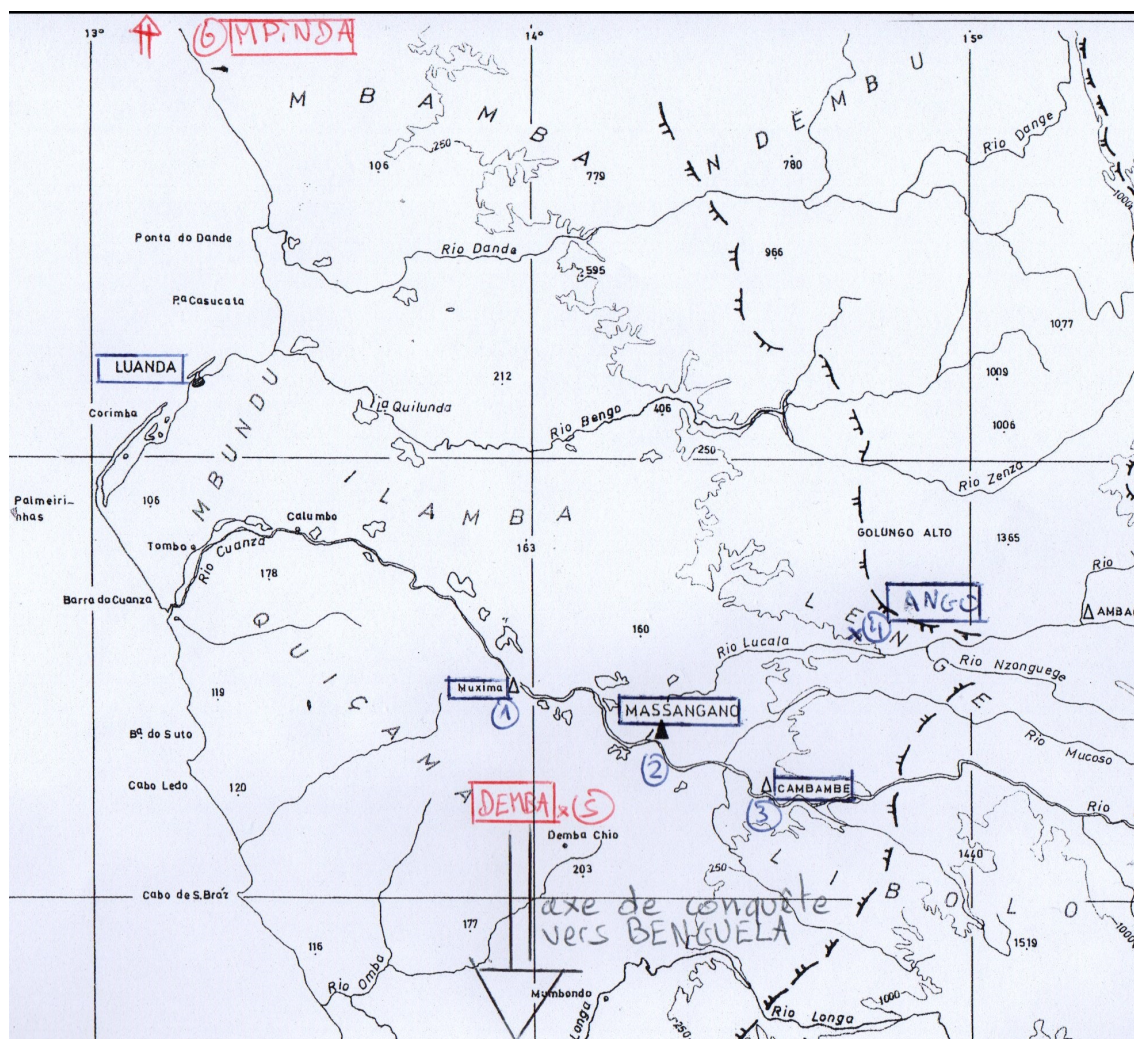 13°
14°
15°
⑥ MPiNDA
M B A M B A
N D E M B U
250
106
779
780
Rio Dange
1000
Ponta do Dande
Rio Dande
966
595
Pª Casucata
1077
LUANDA
212
1009
Corimba
Quilunda
Rio Bengo
406
1006
250
Rio Zenza
M B U N D U
I L A M B A
Palmeiri-
nhas
106
Calumbo
163
GOLUNGO ALTO
1365
Tombo
Rio Cuanza
178
Rio
Barra do Cuanza
ANGO
④
AMBA
160
Rio Lucala
L E N G E
Rio Nzonguege
Q U I Ç A M A
119
Muxima
①
MASSANGANO
②
Rio Mucoso
Bª. do Suto
Cabo Ledo
120
CAMBAMBE
③
Rio
DEMBA x ⑤
Demba Chio
203
250
1440
L I B O L O
Cabo de S. Bráz
axe de conquête
vers BENGUELA
177
116
1519
1000
Rio Omba
Mumbondo
Longa
1000
Rio Longa
250